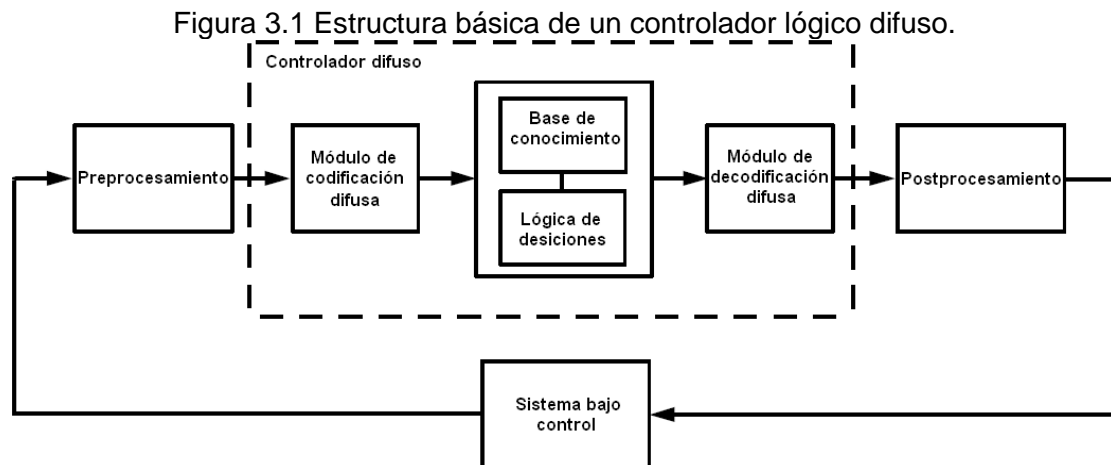 Figura 3.1 Estructura básica de un controlador lógico difuso.
Controlador difuso
Preprocesamiento
Módulo de
codificación
difusa
Base de
conocimiento
Lógica de
desiciones
Módulo de
decodificación
difusa
Postprocesamiento
Sistema bajo
control